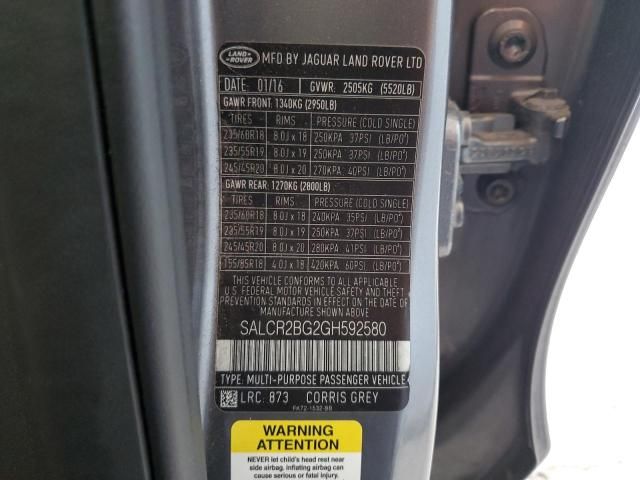 LAND ROVER
MFD BY JAGUAR LAND ROVER LTD
DATE: 01/16 GVWR: 2505KG (5520LB)
GAWR FRONT: 1340KG (2950LB)
TIRES RIMS PRESSURE (COLD SINGLE)
235/60R18 8.0J x 18 250KPA 37PSI (LB/PO²)
235/55R19 8.0J x 19 250KPA 37PSI (LB/PO²)
245/45R20 8.0J x 20 270KPA 40PSI (LB/PO²)
GAWR REAR: 1270KG (2800LB)
TIRES RIMS PRESSURE (COLD SINGLE)
235/60R18 8.0J x 18 240KPA 35PSI (LB/PO²)
235/55R19 8.0J x 19 250KPA 37PSI (LB/PO²)
245/45R20 8.0J x 20 280KPA 41PSI (LB/PO²)
155/85R18 4.0J x 18 420KPA 60PSI (LB/PO²)
THIS VEHICLE CONFORMS TO ALL APPLICABLE
U.S. FEDERAL MOTOR VEHICLE SAFETY AND THEFT
PREVENTION STANDARDS IN EFFECT ON THE DATE
OF MANUFACTURE SHOWN ABOVE.
SALCR2BG2GH592580
TYPE: MULTI-PURPOSE PASSENGER VEHICLE
LRC: 873 CORRIS GREY
FK72-1532-BB
WARNING
ATTENTION
NEVER let child's head rest near
side airbag. Inflating airbag can
cause serious or fatal injury.